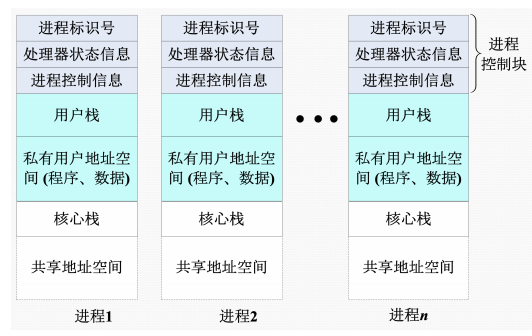 进程标识号
处理器状态信息
进程控制信息
用户栈
私有用户地址空
间 (程序、数据)
核心栈
共享地址空间
进程1
进程标识号
处理器状态信息
进程控制信息
用户栈
私有用户地址空
间 (程序、数据)
核心栈
共享地址空间
进程2
•••
进程标识号
处理器状态信息
进程控制信息
用户栈
私有用户地址空
间 (程序、数据)
核心栈
共享地址空间
进程n
进程
控制块